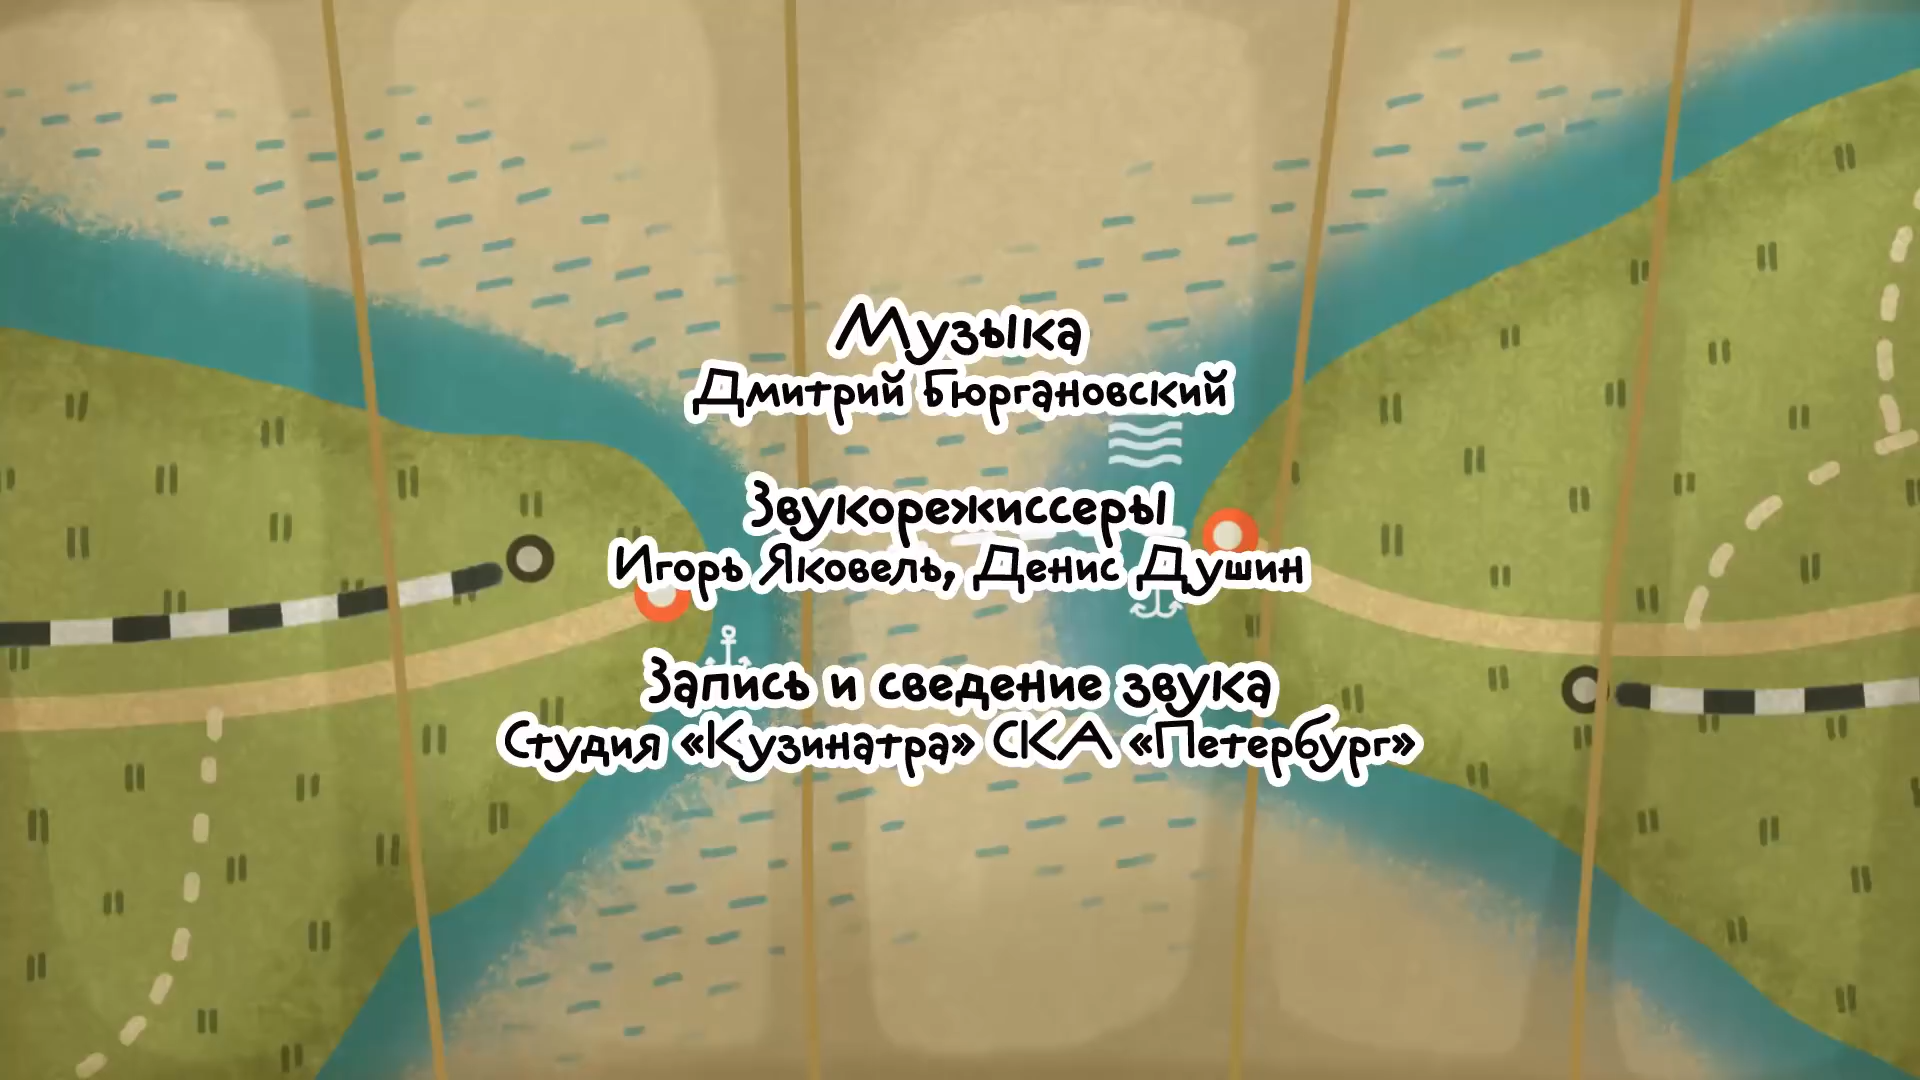 Музыка
Дмитрий Бюргановский
Звукорежиссеры
Игорь Яковель, Денис Душин
Запись и сведение звука
Студия «Кузинатра» СКА «Петербург»